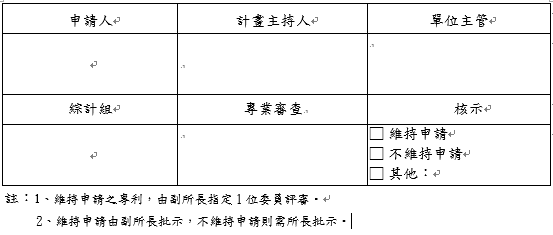 申請人 計畫主持人 單位主管
綜計組 專業審查 核示
□ 維持申請
□ 不維持申請
□ 其他：
註：1、維持申請之專利，由副所長指定1位委員評審。
2、維持申請由副所長批示，不維持申請則需所長批示。